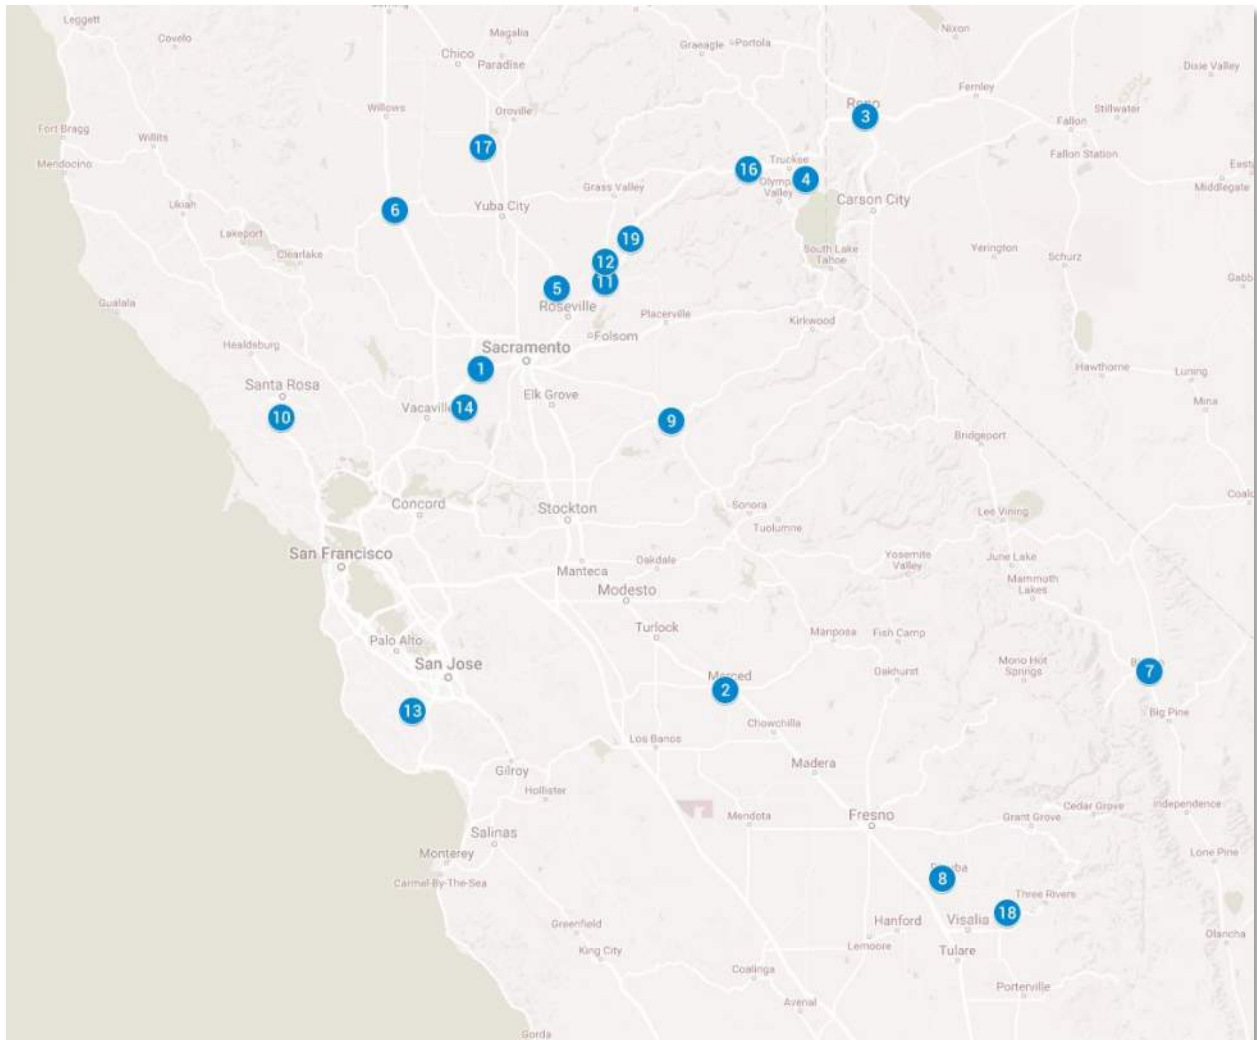 Leggett
Covelo
Magalia
Chico
Paradise
Graeagle
Portola
Nixon
Dixie Valley
Willows
Oroville
Fernley
Stillwater
3
Fallon
Fort Bragg
Willits
17
Fallon Station
Mendocino
Truckee
16
4
Grass Valley
Valley
Middlegate
Ukiah
6
Yuba City
Carson City
Lakeport
19
South Lake
Tahoe
Yerington
Clearlake
12
Schurz
Gualala
5
11
Roseville
Placerville
Kirkwood
Healdsburg
Folsom
Sacramento
Hawthorne
Luning
1
Santa Rosa
Elk Grove
Mina
10
Vacaville
14
9
Bridgeport
Concord
Stockton
Sonora
Lee Vining
Tuolumne
San Francisco
Manteca
Oakdale
Yosemite
Valley
June Lake
Mammoth
Lakes
Modesto
Turlock
Mariposa
Fish Camp
Palo Alto
San Jose
Mono Hot
Springs
Oakhurst
7
Merced
2
13
Big Pine
Chowchilla
Los Banos
Gilroy
Madera
Hollister
Cedar Grove
Independence
Mendota
Fresno
Grant Grove
Salinas
Monterey
Lone Pine
Carmel-By-The-Sea
8
Three Rivers
18
Greenfield
Hanford
Visalia
Olancha
King City
Lemoore
Tulare
Coalinga
Porterville
Avenal
Gorda